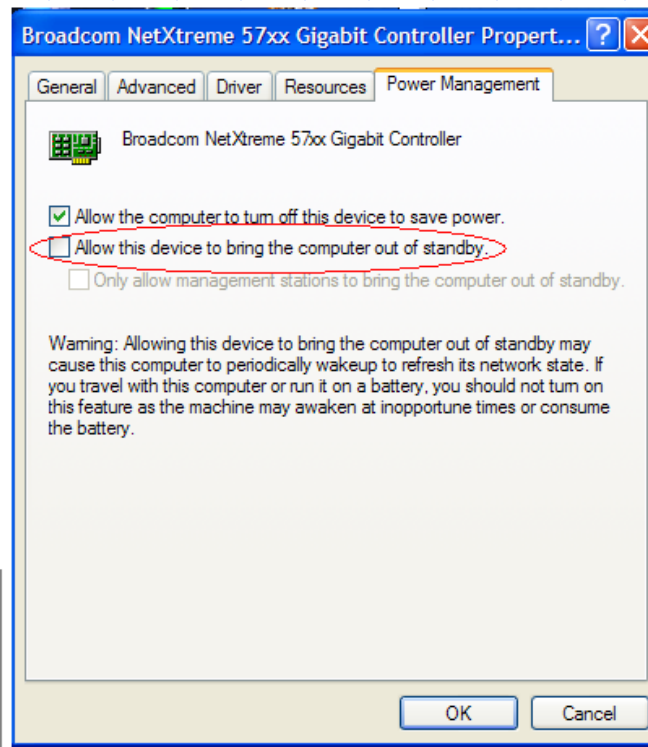 Broadcom NetXtreme 57xx Gigabit Controller Propert...
General Advanced Driver Resources Power Management
Broadcom NetXtreme 57xx Gigabit Controller
Allow the computer to turn off this device to save power.
Allow this device to bring the computer out of standby.
Only allow management stations to bring the computer out of standby.
Warning: Allowing this device to bring the computer out of standby may
cause this computer to periodically wakeup to refresh its network state. If
you travel with this computer or run it on a battery, you should not turn on
this feature as the machine may awaken at inopportune times or consume
the battery.
OK Cancel